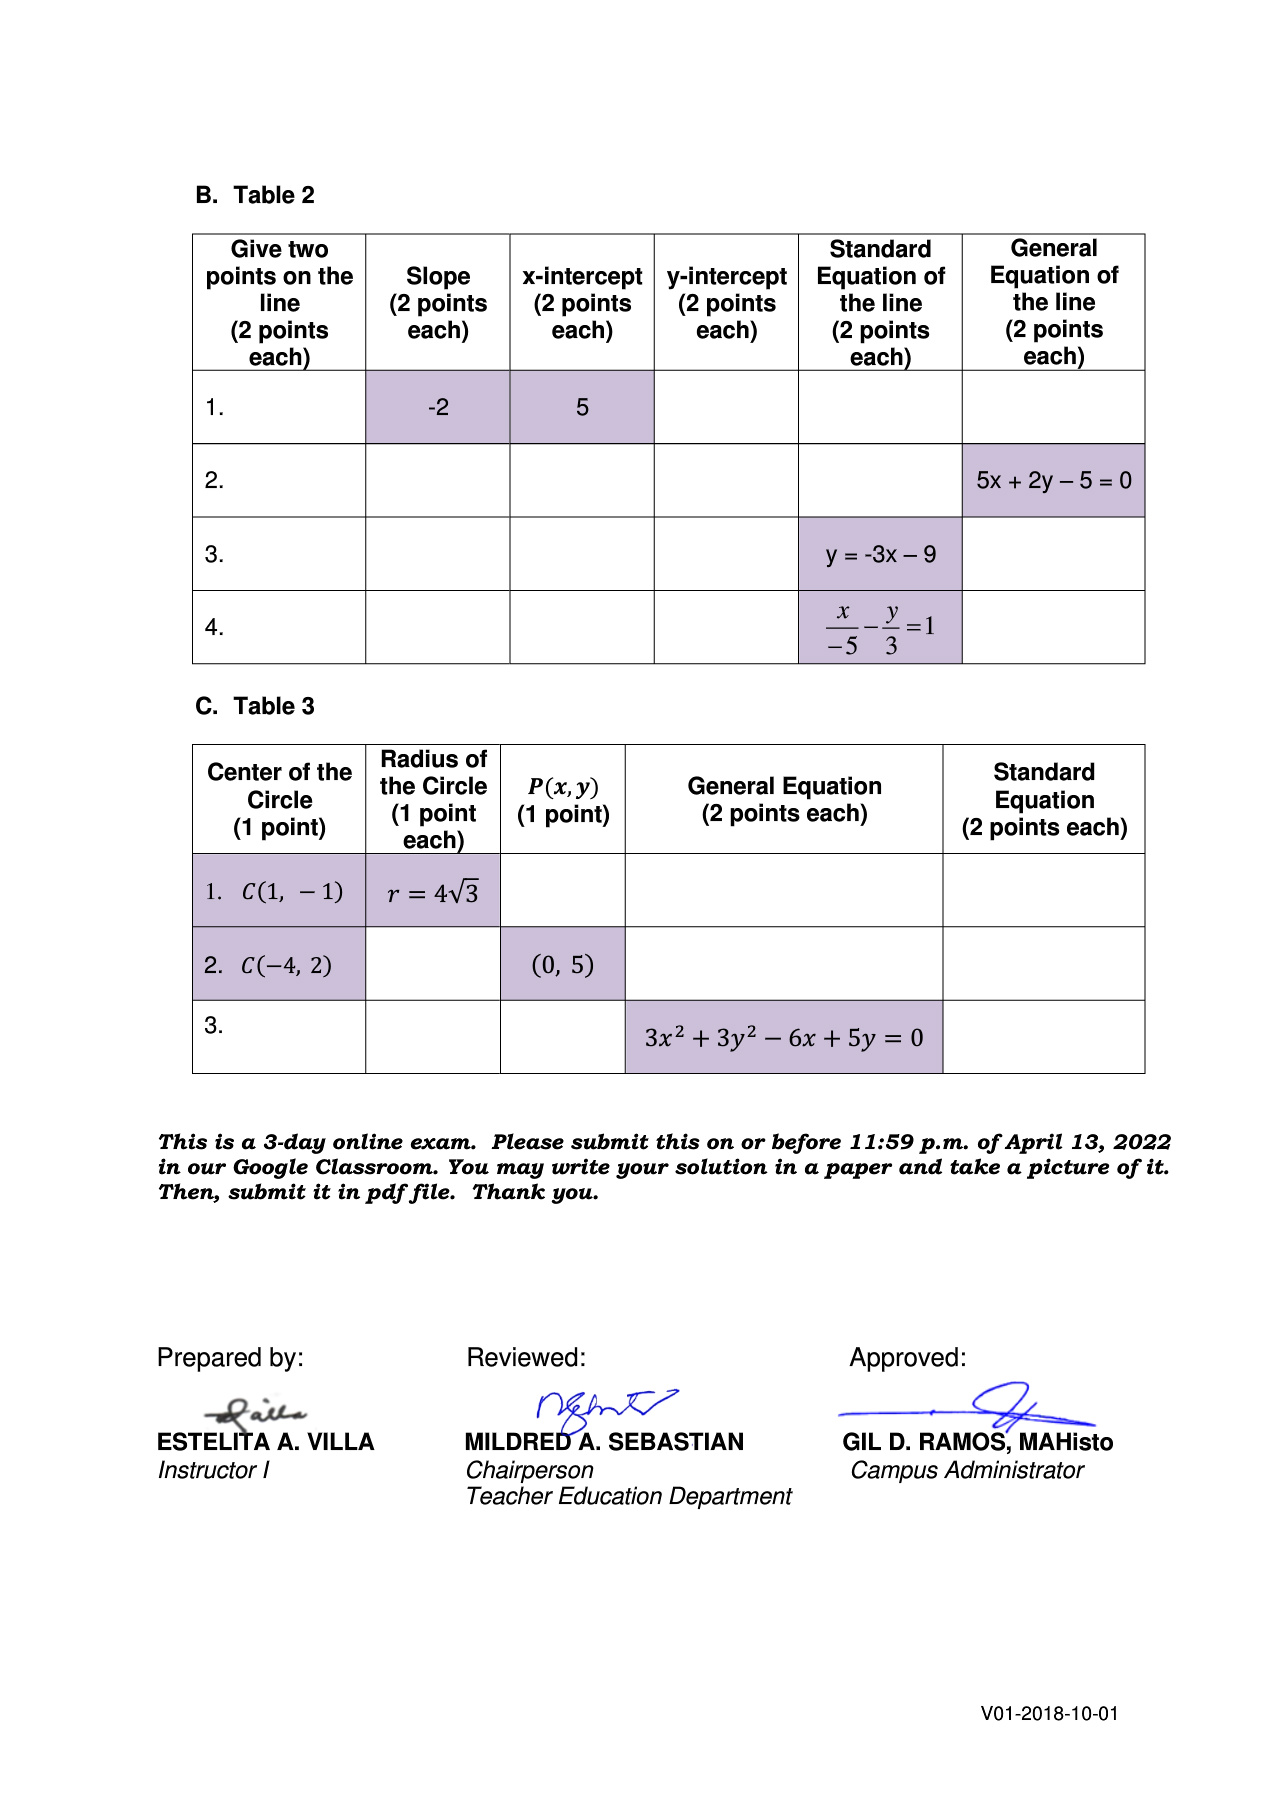 B. Table 2
Give two
points on the
line
(2 points
each)
Slope
(2 points
each)
x-intercept
(2 points
each)
y-intercept
(2 points
each)
Standard
Equation of
the line
(2 points
each)
General
Equation of
the line
(2 points
each)
1.
-2
5
2.
5x + 2y – 5 = 0
3.
y = -3x – 9
4.
x/−5 − y/3 = 1
C. Table 3
Center of the
Circle
(1 point)
Radius of
the Circle
(1 point
each)
P(x, y)
(1 point)
General Equation
(2 points each)
Standard
Equation
(2 points each)
1. C(1, −1)
r = 4√3
2. C(−4, 2)
(0, 5)
3.
3x² + 3y² − 6x + 5y = 0
This is a 3-day online exam. Please submit this on or before 11:59 p.m. of April 13, 2022
in our Google Classroom. You may write your solution in a paper and take a picture of it.
Then, submit it in pdf file. Thank you.
Prepared by:
Reviewed:
Approved:
ESTELITA A. VILLA
MILDRED A. SEBASTIAN
GIL D. RAMOS, MAHisto
Instructor I
Chairperson
Campus Administrator
Teacher Education Department
V01-2018-10-01